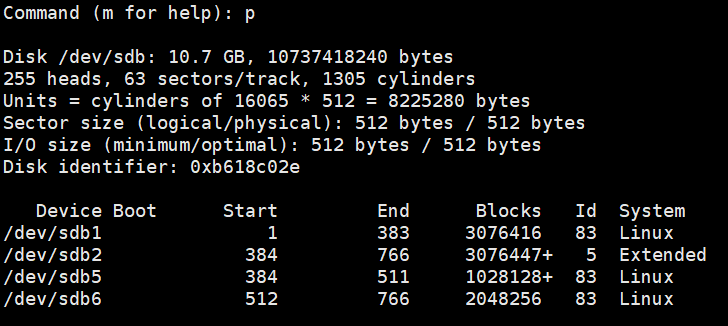 Command (m for help): p
Disk /dev/sdb: 10.7 GB, 10737418240 bytes
255 heads, 63 sectors/track, 1305 cylinders
Units = cylinders of 16065 * 512 = 8225280 bytes
Sector size (logical/physical): 512 bytes / 512 bytes
I/O size (minimum/optimal): 512 bytes / 512 bytes
Disk identifier: 0xb618c02e
Device Boot Start End Blocks Id System
/dev/sdb1 1 383 3076416 83 Linux
/dev/sdb2 384 766 3076447+ 5 Extended
/dev/sdb5 384 511 1028128+ 83 Linux
/dev/sdb6 512 766 2048256 83 Linux